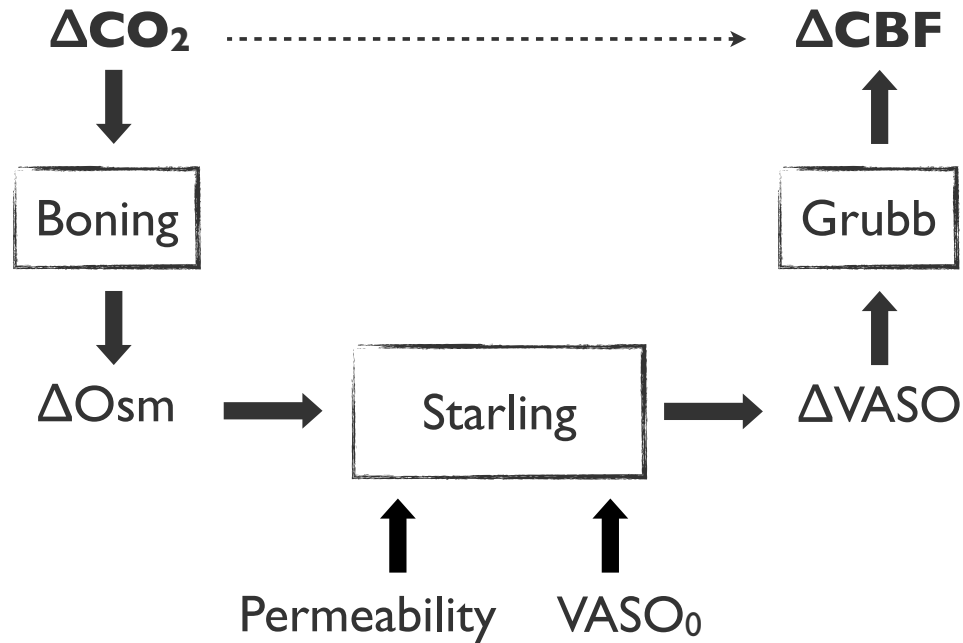 ΔCO₂
ΔCBF
Boning
Grubb
ΔOsm
Starling
ΔVASO
Permeability
VASO₀